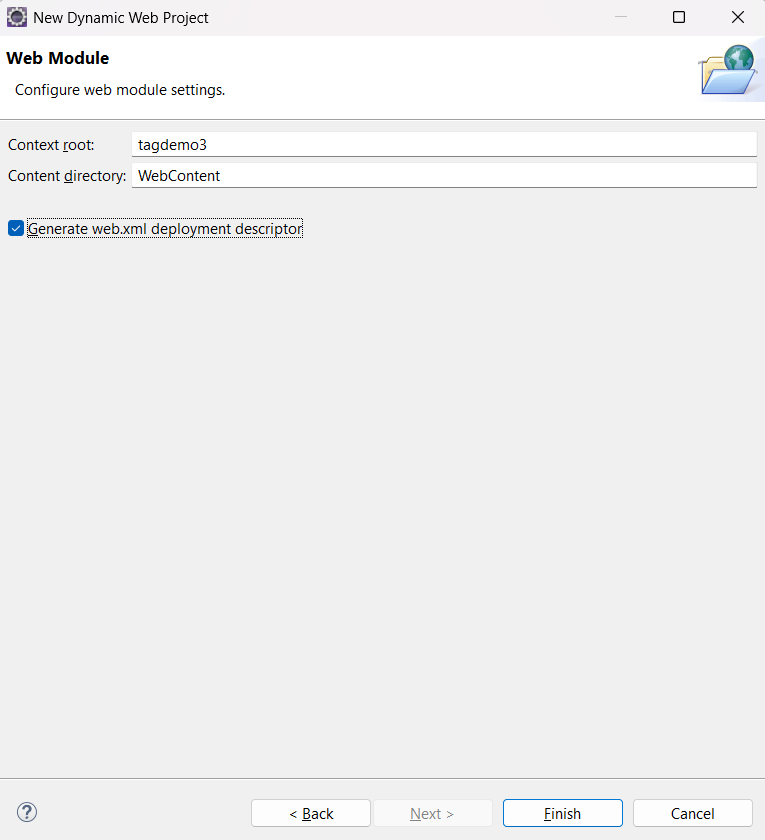 New Dynamic Web Project
Web Module
Configure web module settings.
Context root: tagdemo3
Content directory: WebContent
Generate web.xml deployment descriptor
? < Back Next > Finish Cancel